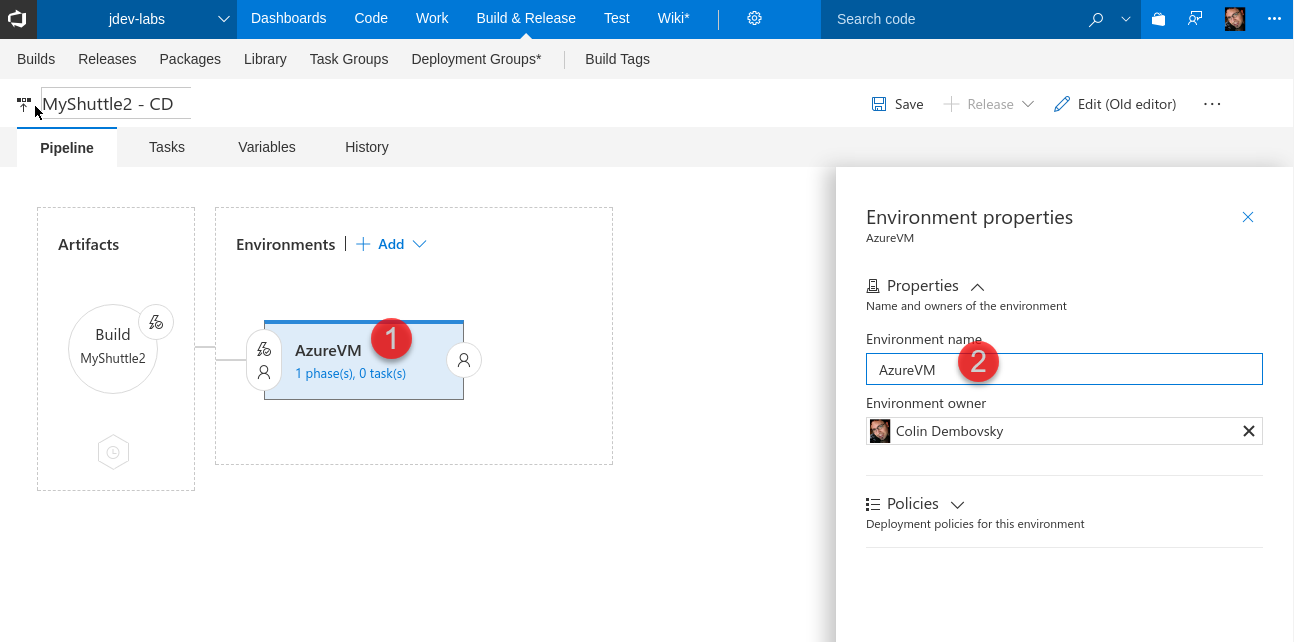 jdev-labs Dashboards Code Work Build & Release Test Wiki* Search code
Builds Releases Packages Library Task Groups Deployment Groups* Build Tags
MyShuttle2 - CD Save Release Edit (Old editor)
Pipeline Tasks Variables History
Artifacts
Build
MyShuttle2
Environments Add
AzureVM 1
1 phase(s), 0 task(s)
Environment properties
AzureVM
Properties
Name and owners of the environment
Environment name
AzureVM 2
Environment owner
Colin Dembovsky
Policies
Deployment policies for this environment